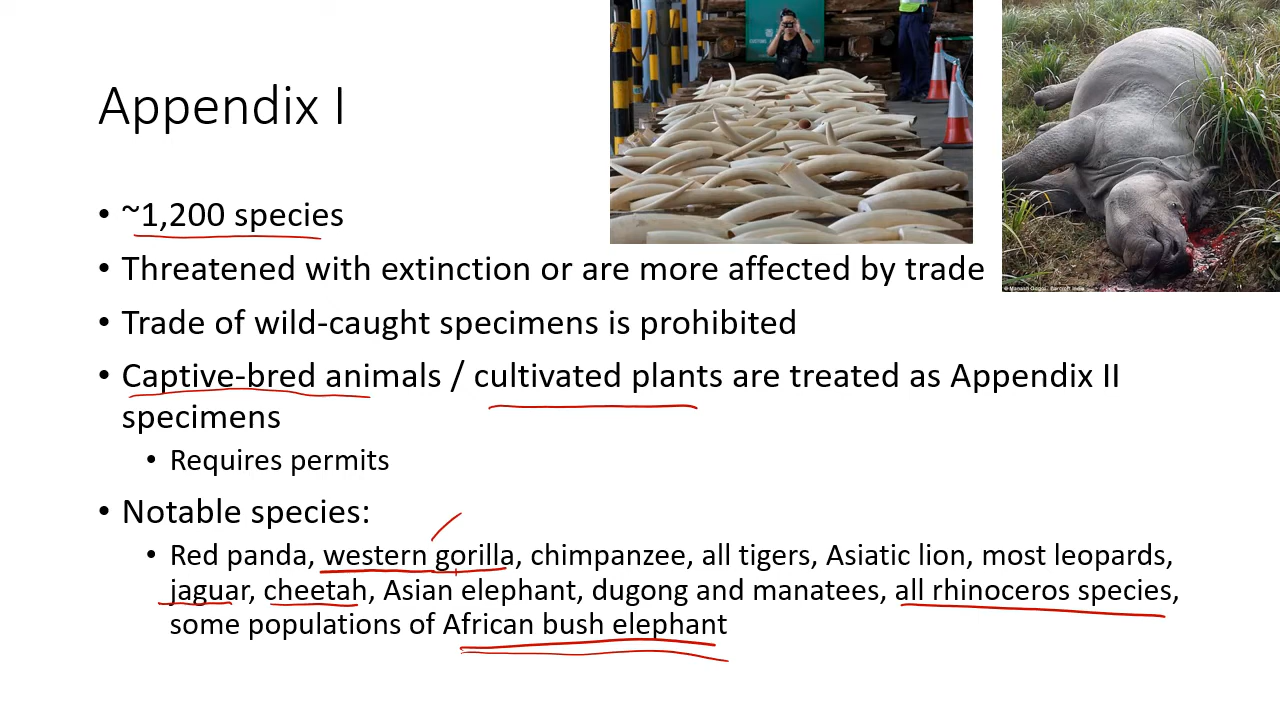 Appendix I
• ~1,200 species
• Threatened with extinction or are more affected by trade
• Trade of wild-caught specimens is prohibited
• Captive-bred animals / cultivated plants are treated as Appendix II
specimens
• Requires permits
• Notable species:
• Red panda, western gorilla, chimpanzee, all tigers, Asiatic lion, most leopards,
jaguar, cheetah, Asian elephant, dugong and manatees, all rhinoceros species,
some populations of African bush elephant